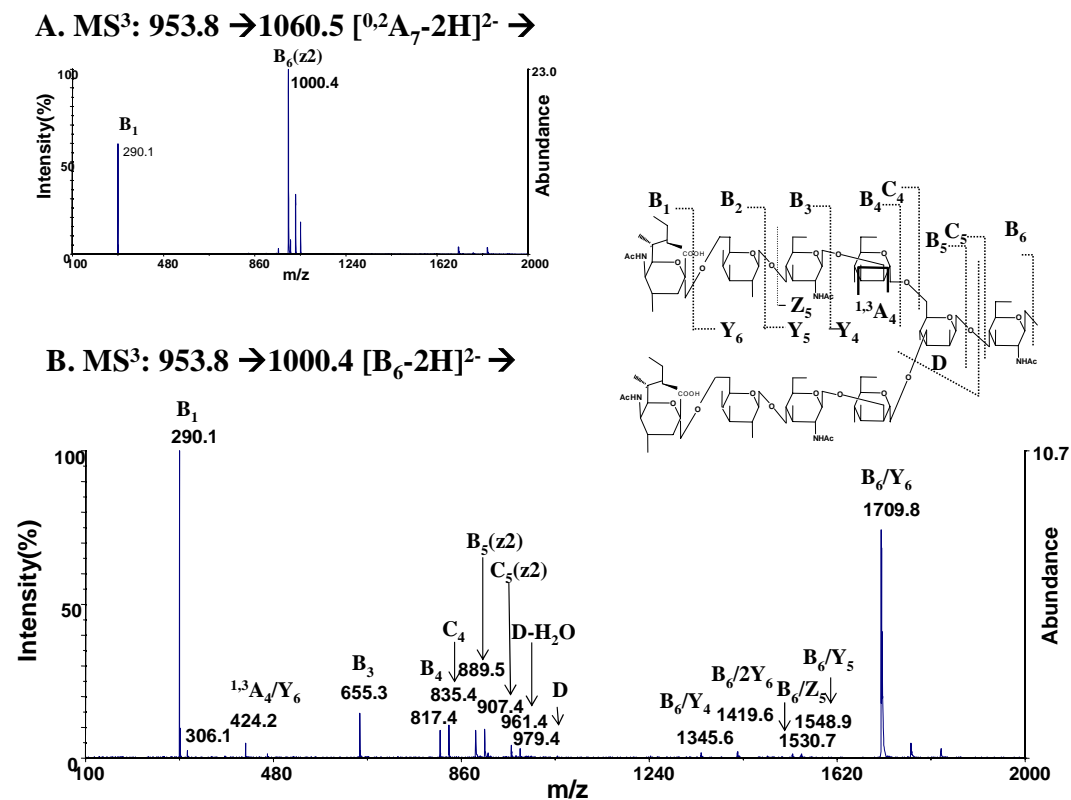 A. MS³: 953.8 →1060.5 [⁰,²A₇-2H]²⁻ →
B₆(z2)
100
23.0
1000.4
B₁
290.1
50
0
Intensity(%)
Abundance
100
480
860
1240
1620
2000
m/z
B₁
B₂
B₃
B₄
C₄
B₅
C₅
B₆
AcHN
COOH
O
O
O
O
O
O
O
O
NHAc
Z₅
¹,³A₄
Y₆
Y₅
Y₄
O
O
O
D
NHAc
O
AcHN
COOH
O
O
O
O
O
O
O
NHAc
B. MS³: 953.8 →1000.4 [B₆-2H]²⁻ →
B₁
290.1
100
10.7
B₆/Y₆
1709.8
B₅(z2)
C₅(z2)
50
C₄
D-H₂O
B₃
B₄
889.5
B₆/Y₅
¹,³A₄/Y₆
655.3
835.4
D
B₆/2Y₆
B₆/Z₅
424.2
817.4
907.4
B₆/Y₄
1419.6
1548.9
306.1
961.4
979.4
1345.6
1530.7
0
Intensity(%)
Abundance
100
480
860
1240
1620
2000
m/z